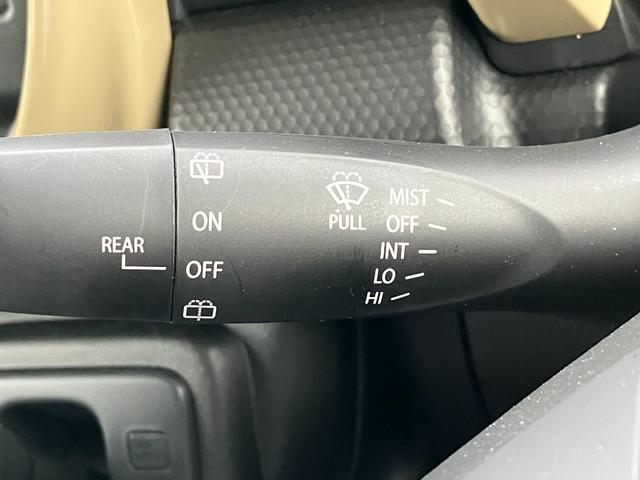 REAR
ON
OFF
PULL
MIST
OFF
INT
LO
HI